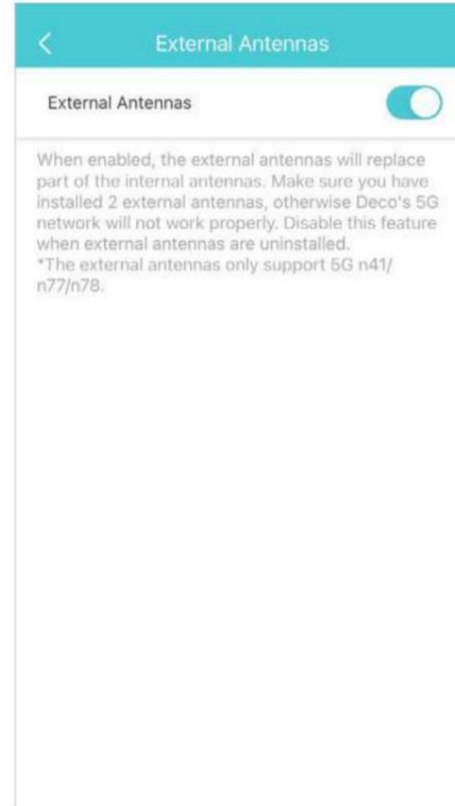 External Antennas
External Antennas
When enabled, the external antennas will replace
part of the internal antennas. Make sure you have
installed 2 external antennas, otherwise Deco's 5G
network will not work properly. Disable this feature
when external antennas are uninstalled.
*The external antennas only support 5G n41/
n77/n78.